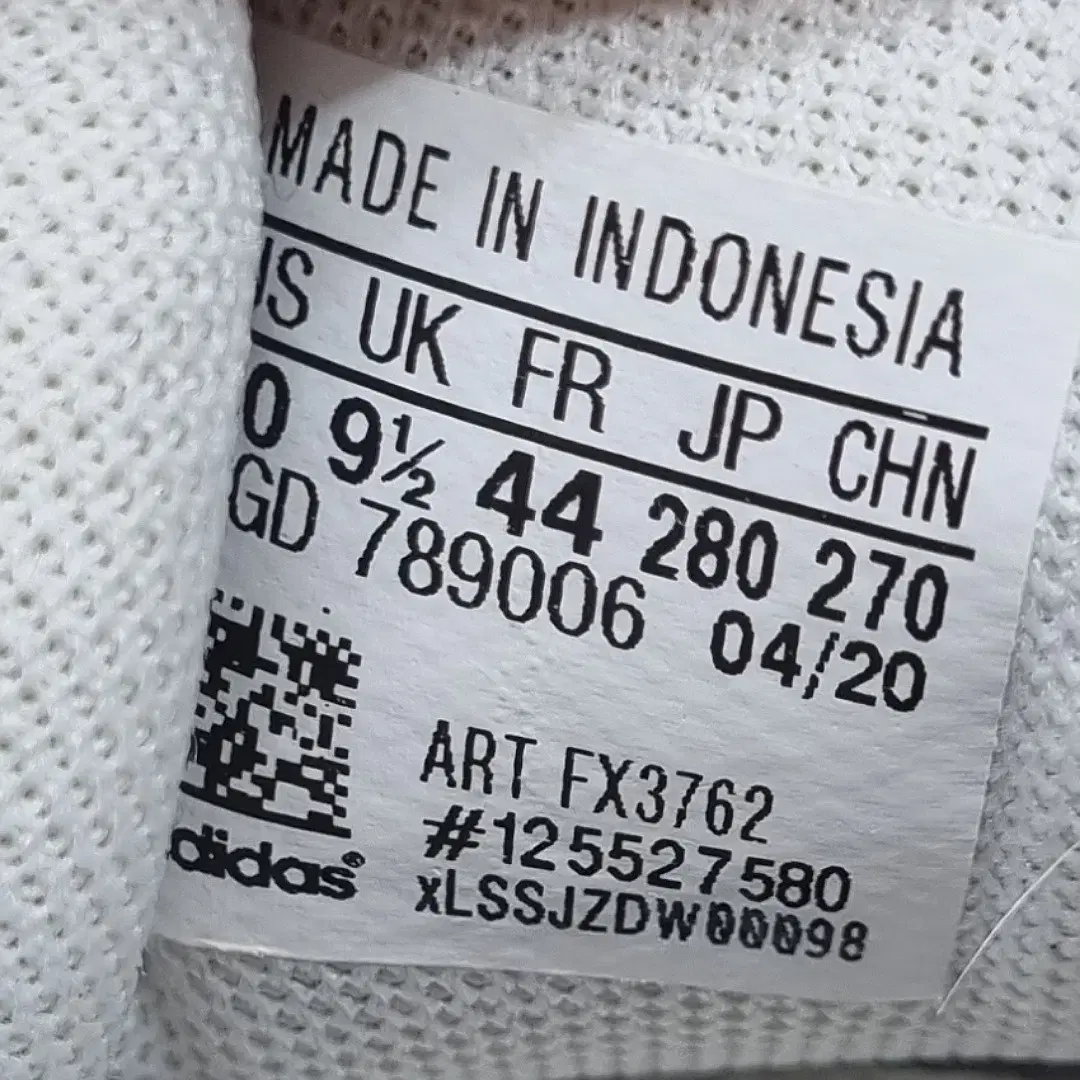 MADE IN INDONESIA
US UK FR JP CHN
0 9½ 44 280 270
GD 789006 04/20
ART FX3762
#125527580
xLSSJZDW00098
adidas®